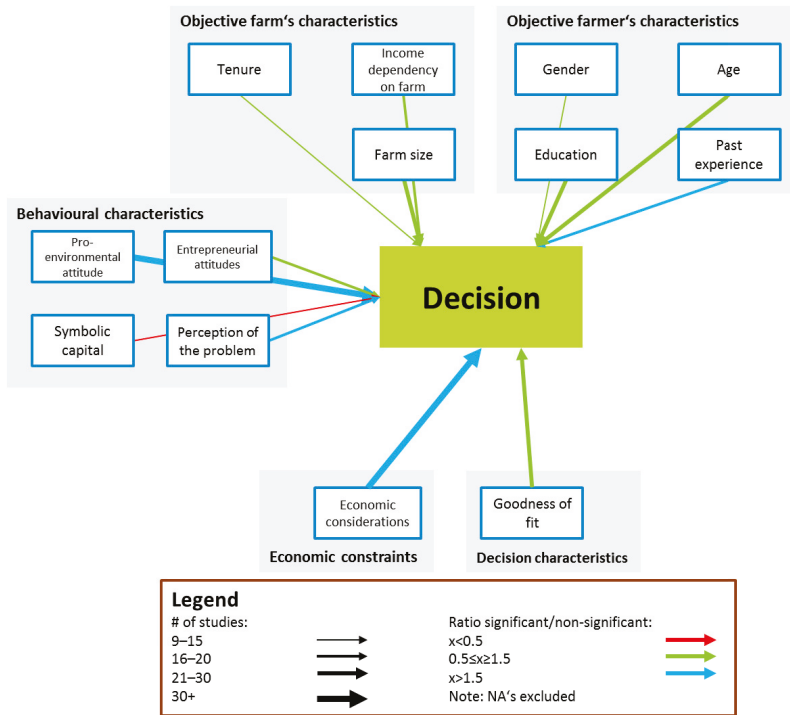 Objective farm‘s characteristics
Tenure
Income
dependency
on farm
Farm size
Objective farmer‘s characteristics
Gender
Age
Education
Past
experience
Behavioural characteristics
Pro-
environmental
attitude
Entrepreneurial
attitudes
Symbolic
capital
Perception of
the problem
Decision
Economic
considerations
Economic constraints
Goodness of
fit
Decision characteristics
Legend
# of studies:
9–15
16–20
21–30
30+
Ratio significant/non-significant:
x<0.5
0.5≤x≥1.5
x>1.5
Note: NA‘s excluded